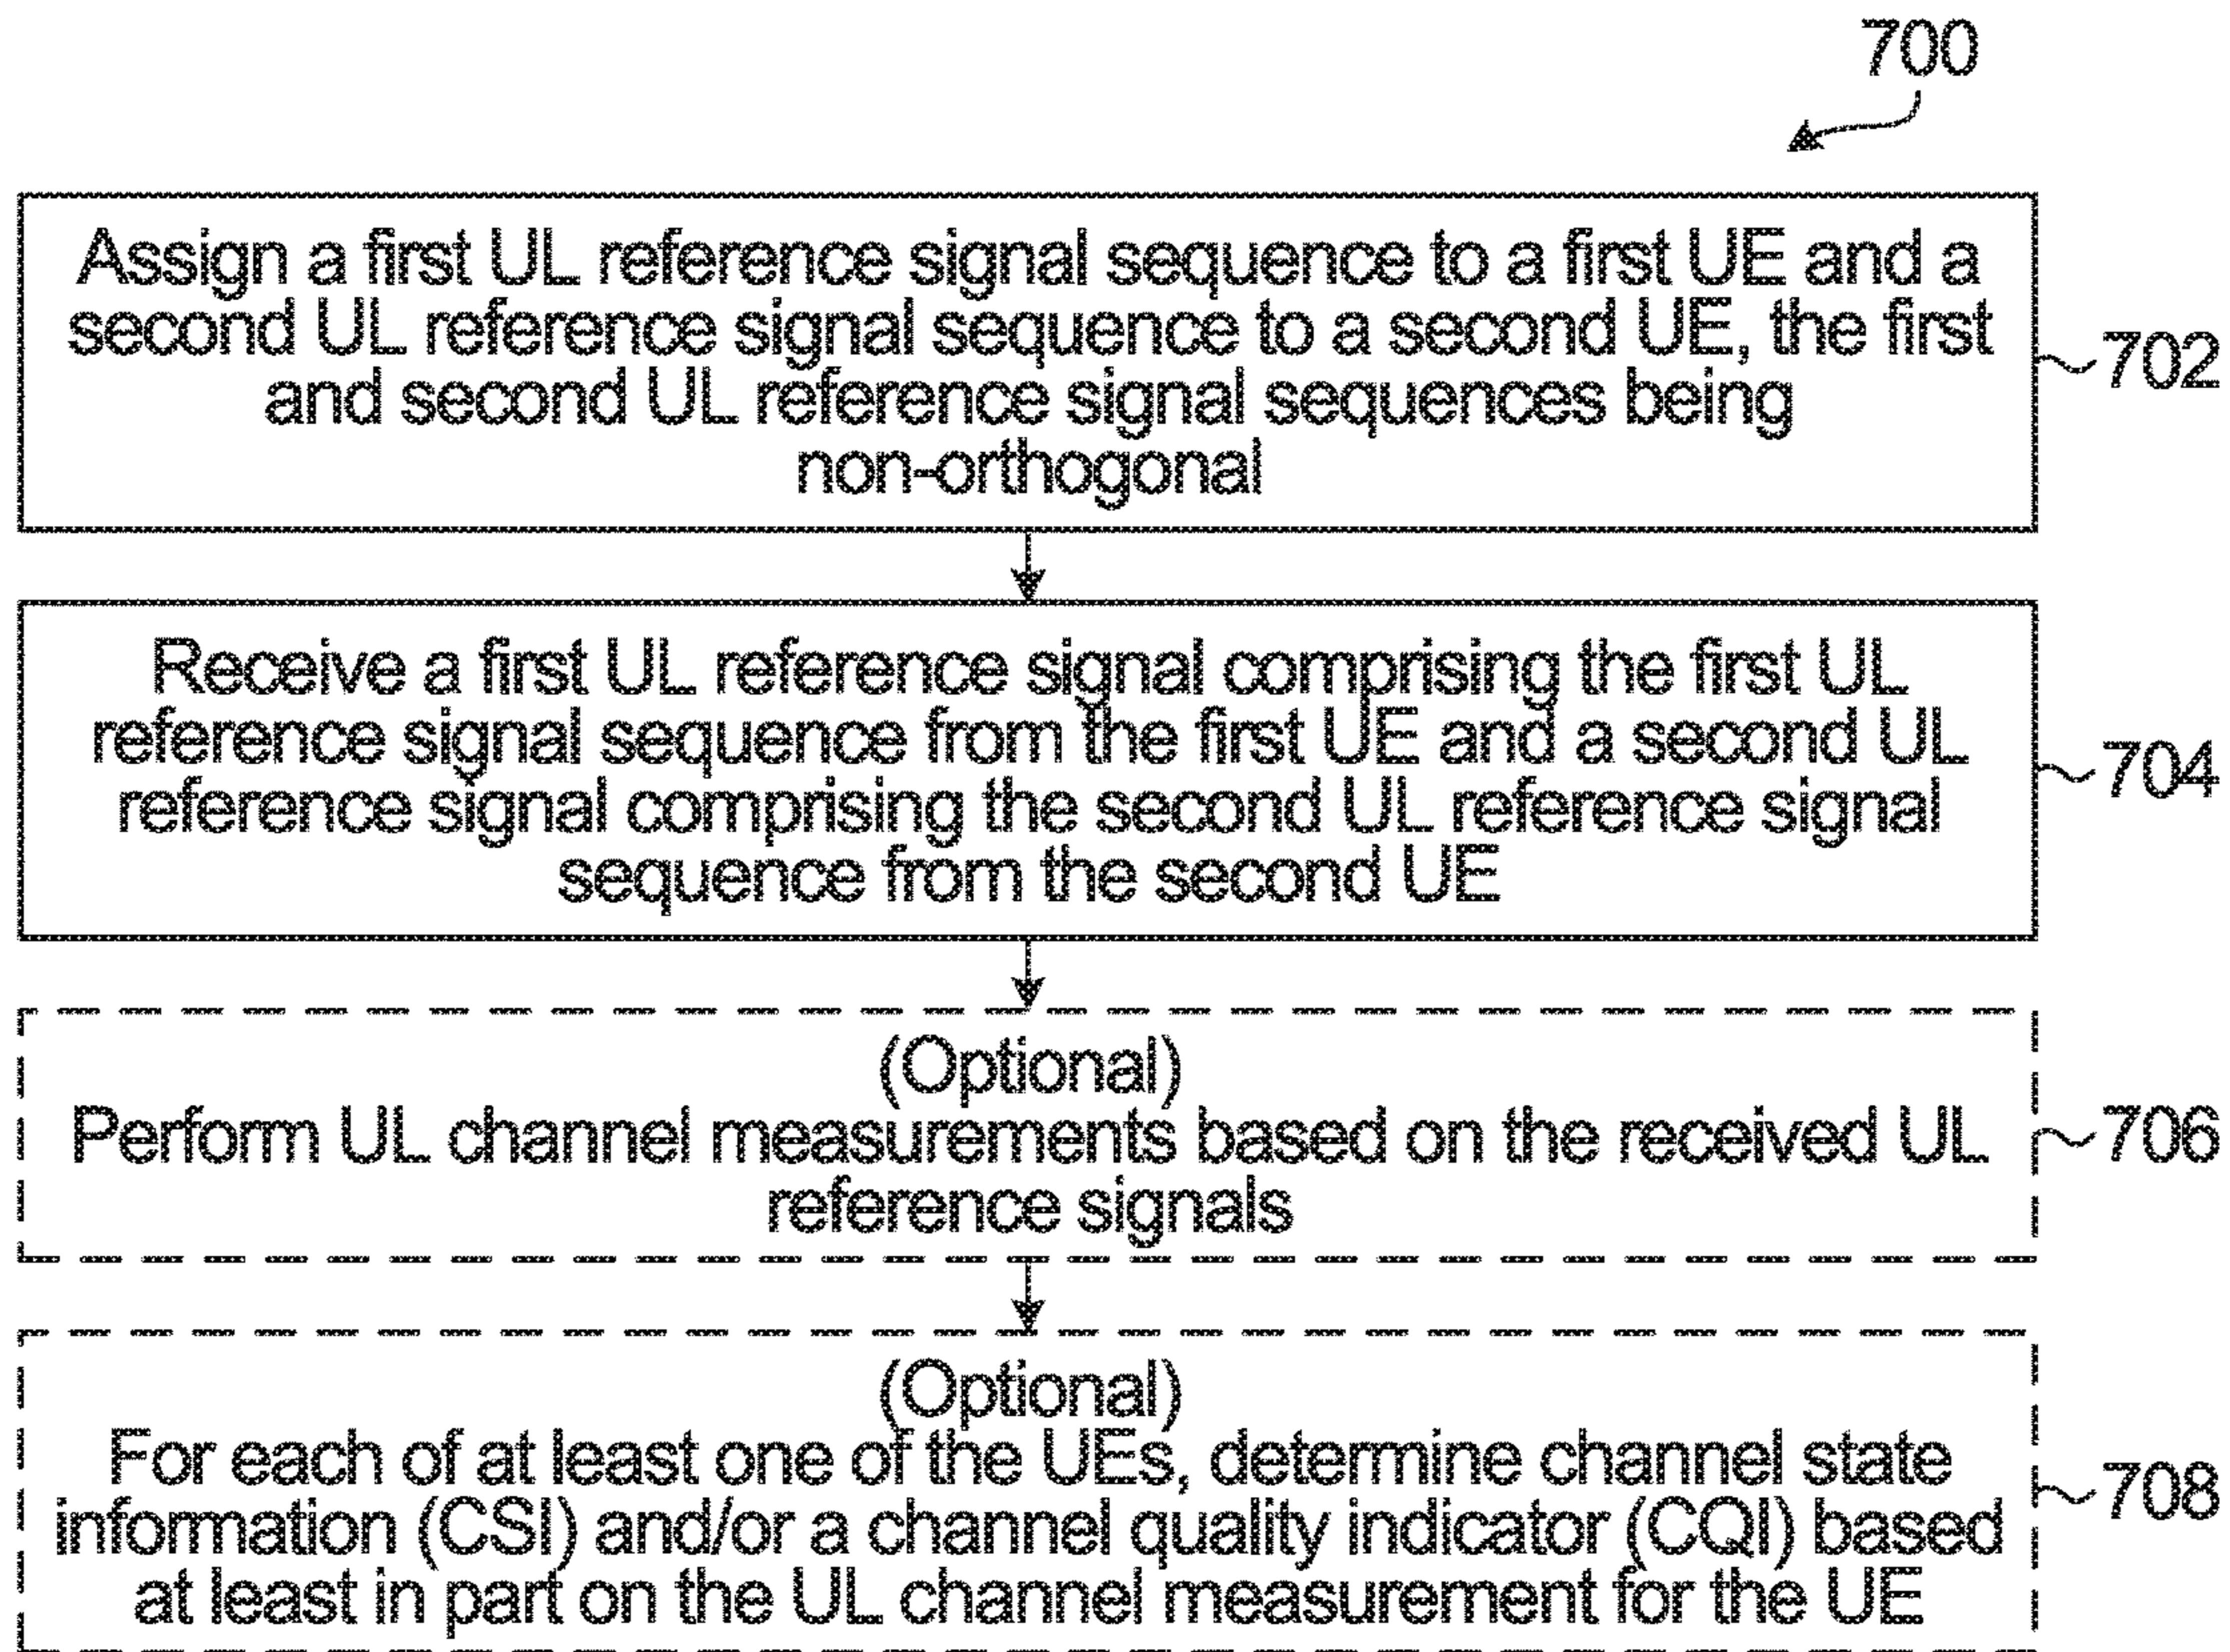 700
Assign a first UL reference signal sequence to a first UE and a
second UL reference signal sequence to a second UE, the first
and second UL reference signal sequences being
non-orthogonal
702
Receive a first UL reference signal comprising the first UL
reference signal sequence from the first UE and a second UL
reference signal comprising the second UL reference signal
sequence from the second UE
704
(Optional)
Perform UL channel measurements based on the received UL
reference signals
706
(Optional)
For each of at least one of the UEs, determine channel state
information (CSI) and/or a channel quality indicator (CQI) based
at least in part on the UL channel measurement for the UE
708